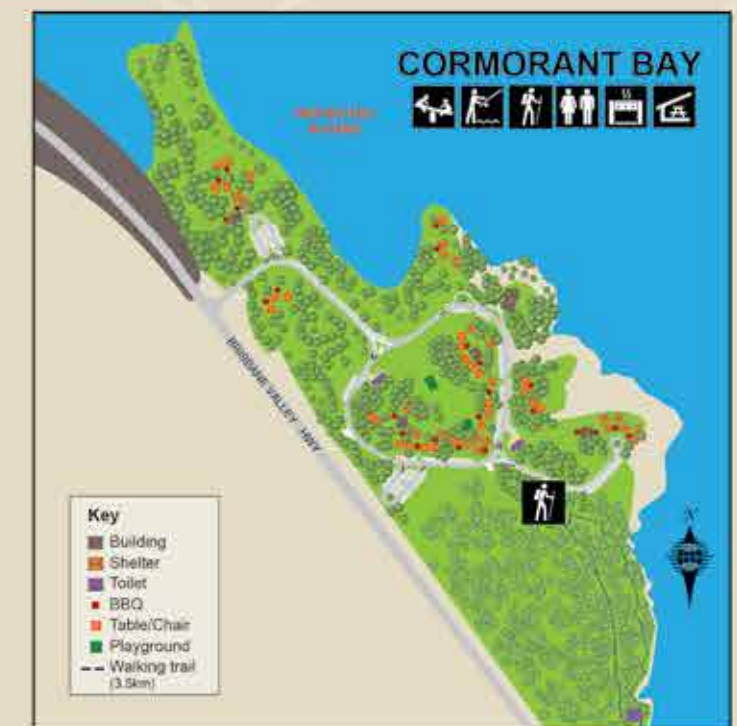 CORMORANT BAY
BRISBANE VALLEY HWY
N
Key
Building
Shelter
Toilet
BBQ
Table/Chair
Playground
Walking trail
(3.5km)